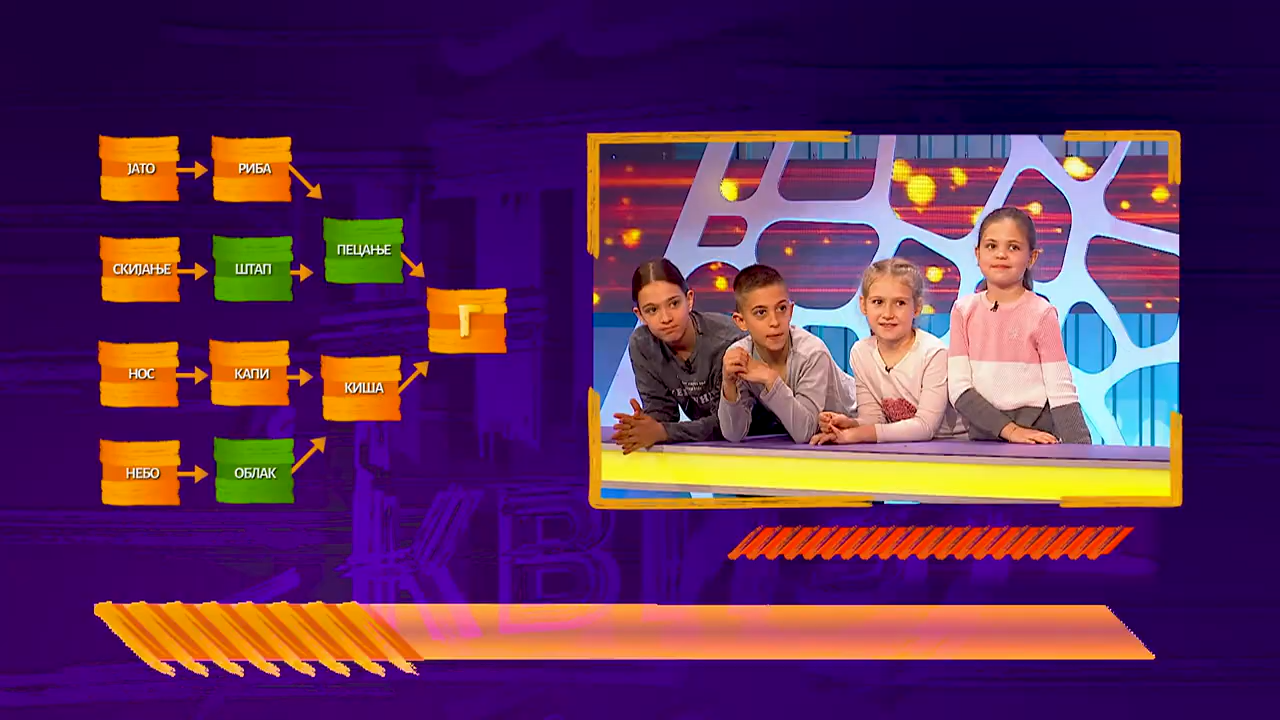 ЈАТО
РИБА
ПЕЦАЊЕ
СКИЈАЊЕ
ШТАП
Г
НОС
КАПИ
КИША
НЕБО
ОБЛАК